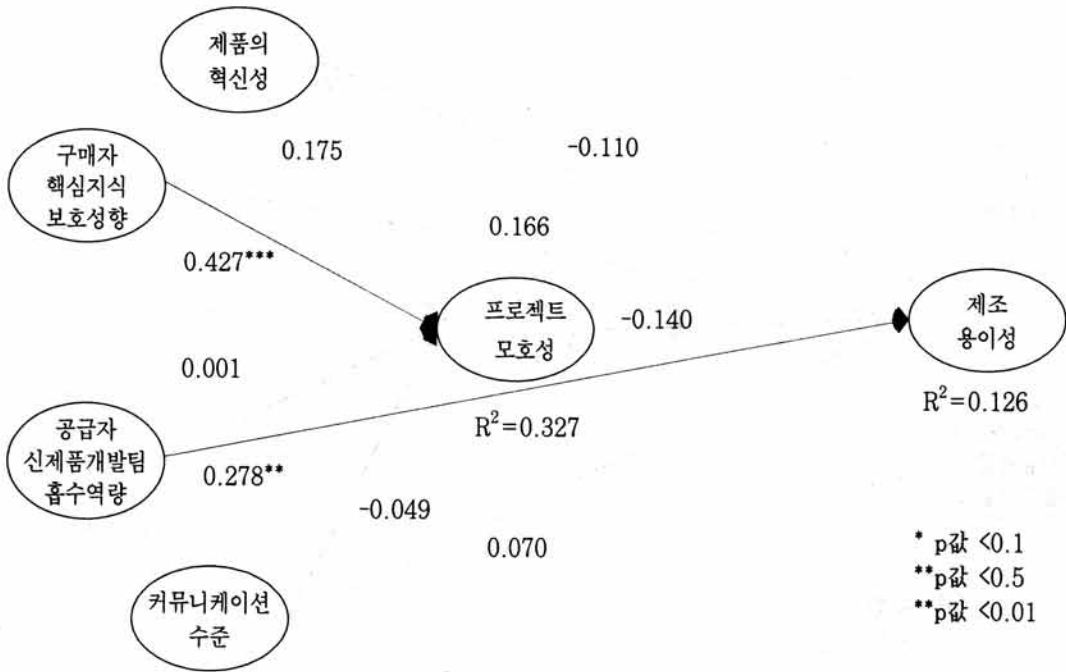 제품의
혁신성
구매자
핵심지식
보호성향
0.175
-0.110
0.166
0.427***
프로젝트
모호성
-0.140
제조
용이성
0.001
R²=0.327
R²=0.126
공급자
신제품개발팀
흡수역량
0.278**
-0.049
0.070
* p값 <0.1
**p값 <0.5
**p값 <0.01
커뮤니케이션
수준